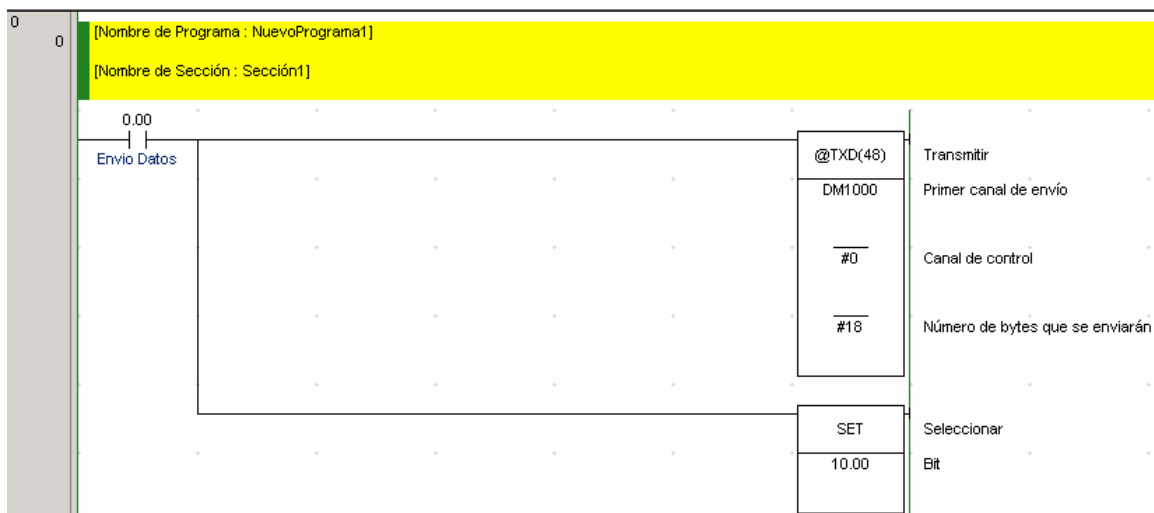 0
0
[Nombre de Programa : NuevoPrograma1]
[Nombre de Sección : Sección1]
0.00
Envio Datos
@TXD(48) Transmitir
DM1000 Primer canal de envío
#0 Canal de control
#18 Número de bytes que se enviarán
SET Seleccionar
10.00 Bit